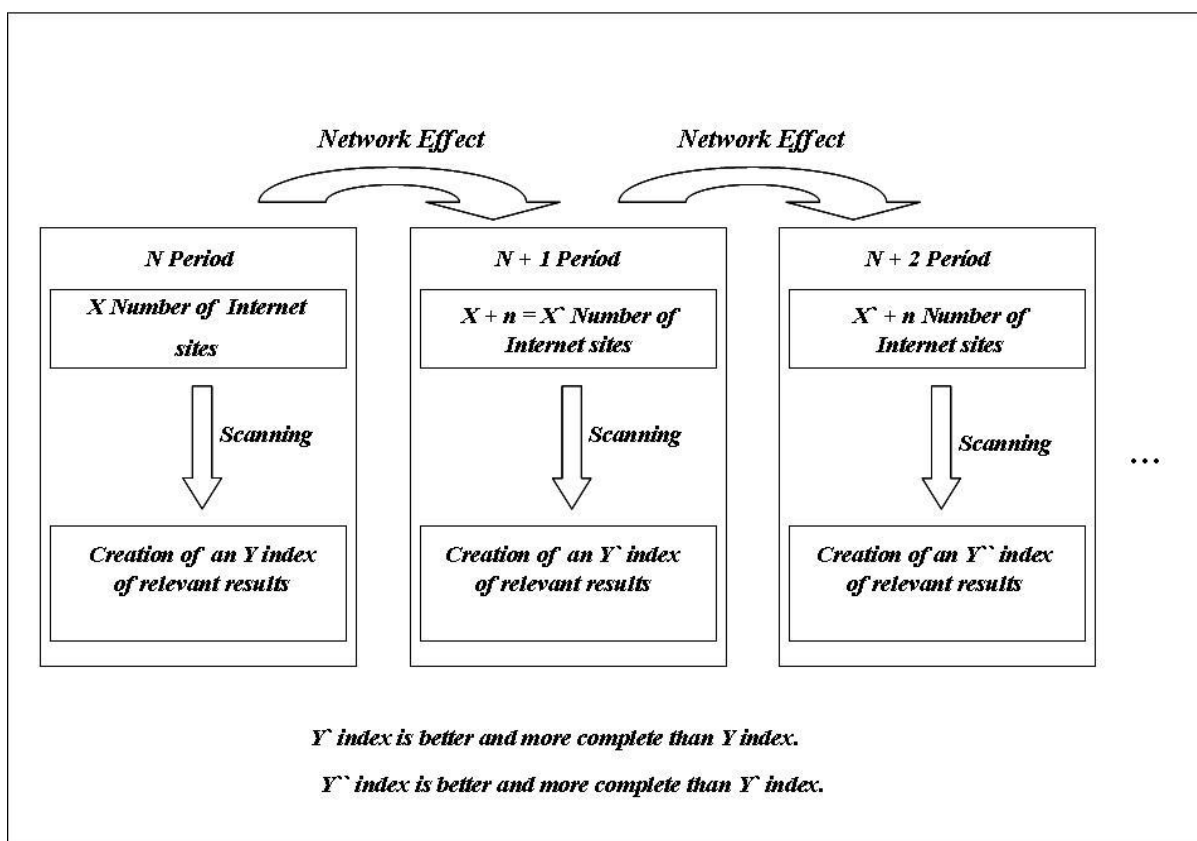 Network Effect
Network Effect
N Period
X Number of Internet
sites
Scanning
Creation of an Y index
of relevant results
N + 1 Período
X + n = X` Number of
Internet sites
Scanning
Creation of an Y` index
of relevant results
N + 2 Períod
X` + n Number of
Internet sites
Scanning
Creation of an Y`` index
of relevant results
...
Y` index is better and more complete than Y index.
Y`` index is better and more complete than Y` index.